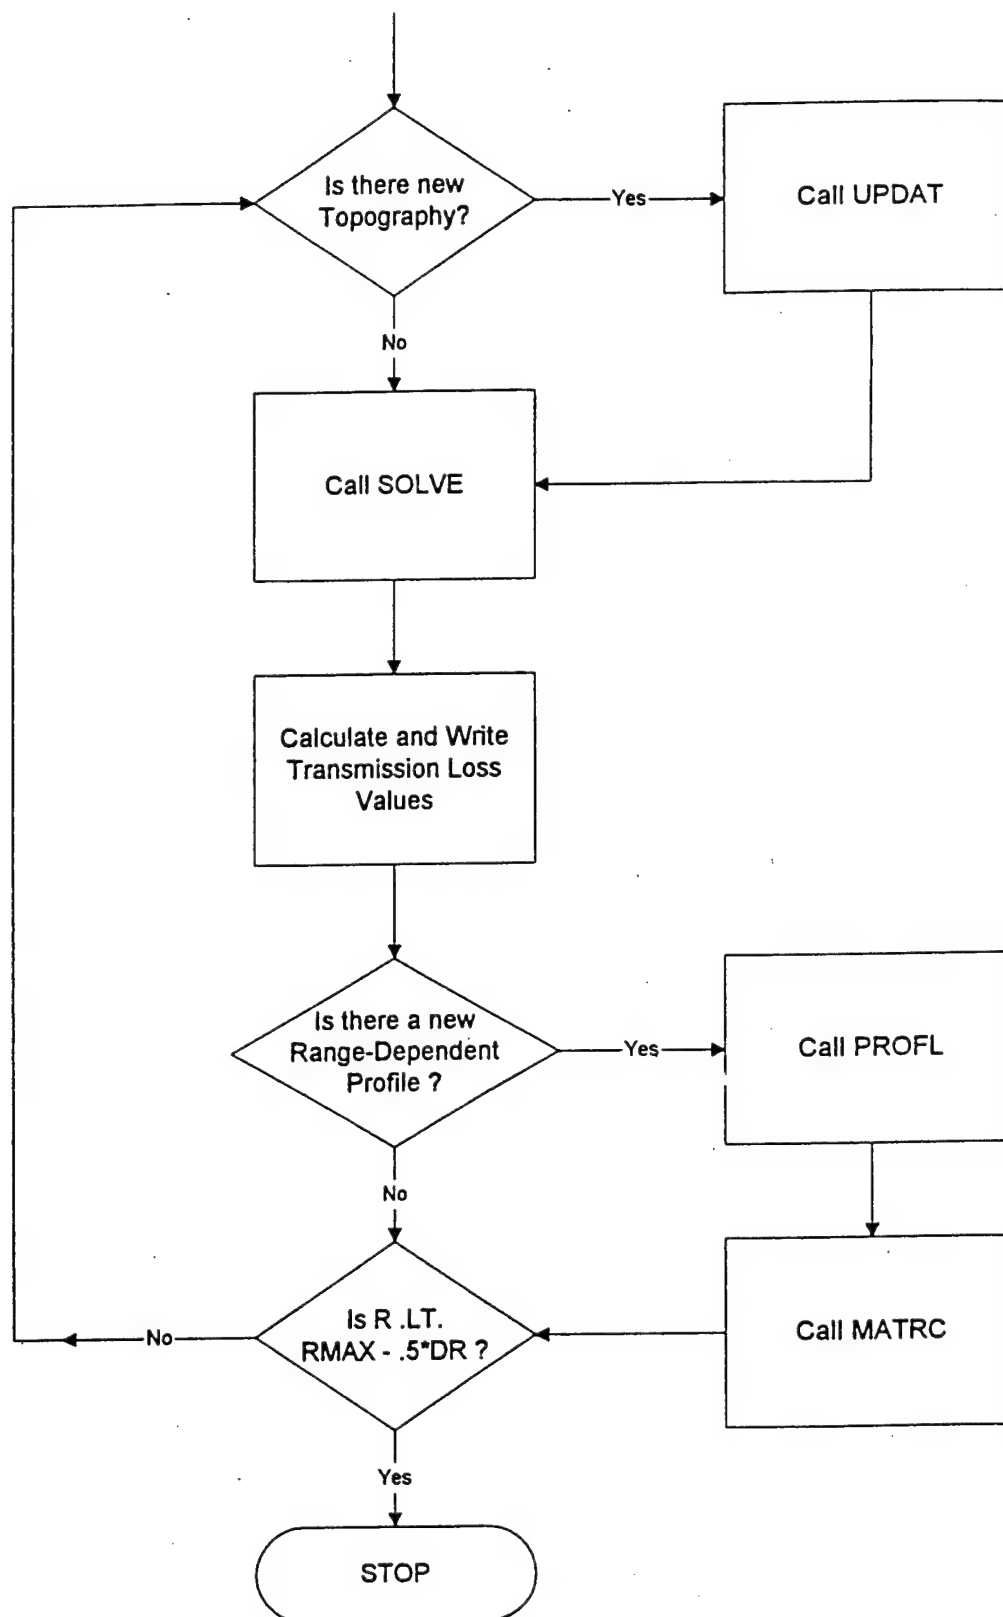 Is there new
Topography?
Yes
Call UPDAT
No
Call SOLVE
Calculate and Write
Transmission Loss
Values
Is there a new
Range-Dependent
Profile ?
Yes
Call PROFL
No
Is R .LT.
RMAX - .5*DR ?
No
Call MATRC
Yes
STOP